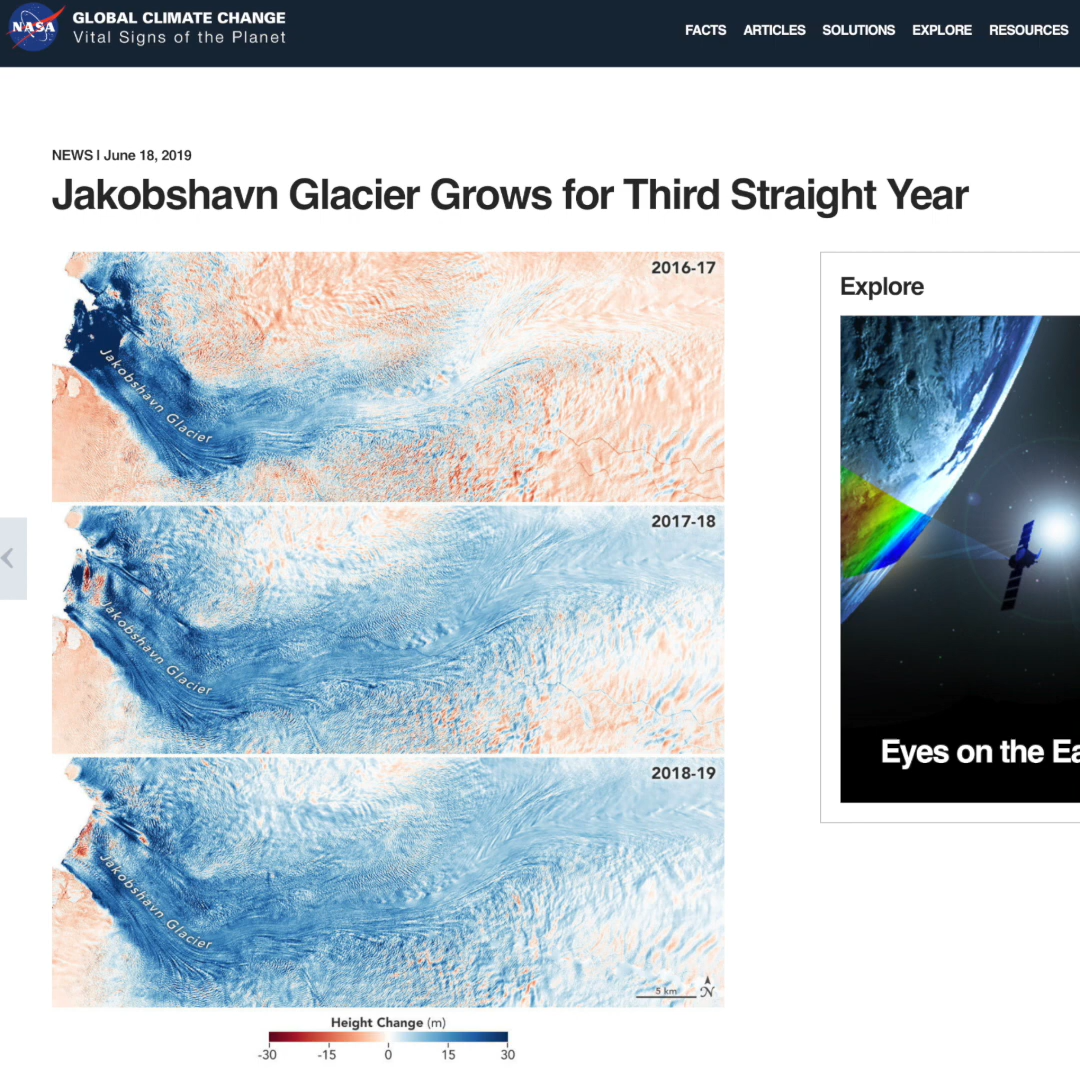 NASA
GLOBAL CLIMATE CHANGE
Vital Signs of the Planet
FACTS ARTICLES SOLUTIONS EXPLORE RESOURCES
NEWS | June 18, 2019
Jakobshavn Glacier Grows for Third Straight Year
2016-17
Jakobshavn Glacier
2017-18
Jakobshavn Glacier
2018-19
Jakobshavn Glacier
5 km
N
Height Change (m)
-30 -15 0 15 30
Explore
Eyes on the Ea